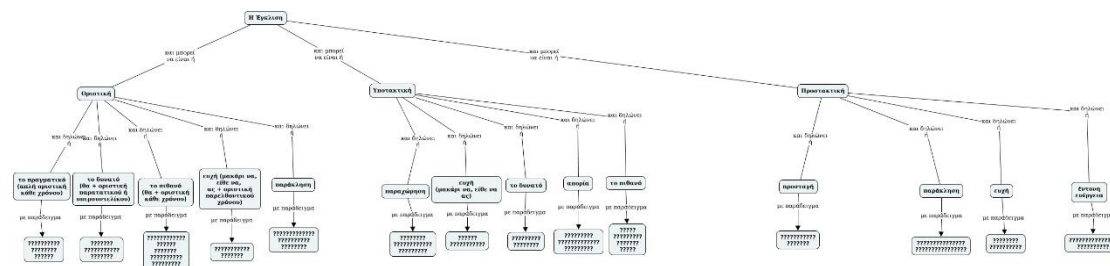 Η Έγκλιση
και μπορεί
να είναι ή
και μπορεί
να είναι ή
και μπορεί
να είναι ή
Οριστική
Υποτακτική
Προστακτική
και δηλώνει
ή
και δηλώνει
ή
και δηλώνει
ή
και δηλώνει
ή
και δηλώνει
ή
και δηλώνει
ή
και δηλώνει
ή
και δηλώνει
ή
και δηλώνει
ή
και δηλώνει
ή
και δηλώνει
ή
και δηλώνει
ή
και δηλώνει
ή
και δηλώνει
ή
το πραγματικό
(απλή οριστική
κάθε χρόνου)
το δυνατό
(θα + οριστική
παρατατικού ή
υπερσυντελίκου)
το πιθανό
(θα + οριστική
κάθε χρόνου)
ευχή (μακάρι να,
είθε να,
ας + οριστική
παρελθοντικού
χρόνου)
παράκληση
παραχώρηση
ευχή
(μακάρι να, είθε να
ας)
το δυνατό
απορία
το πιθανό
προσταγή
παράκληση
ευχή
έντονη
ενέργεια
με παράδειγμα
με παράδειγμα
με παράδειγμα
με παράδειγμα
με παράδειγμα
με παράδειγμα
με παράδειγμα
με παράδειγμα
με παράδειγμα
με παράδειγμα
με παράδειγμα
με παράδειγμα
με παράδειγμα
με παράδειγμα
??????????
????????
??????
???????
????????
??????
????????????
??????
???????
??????????
?????????
???????????
???????
?????????????
??????????
????????
????????
????????????
?????????
??????
???????????
?????????
????????
?????????
?????????????
?????????
?????
????????
???????
?????
???????????
???????
???????????????
????????????????
????????
??????????
??????????????
??????????